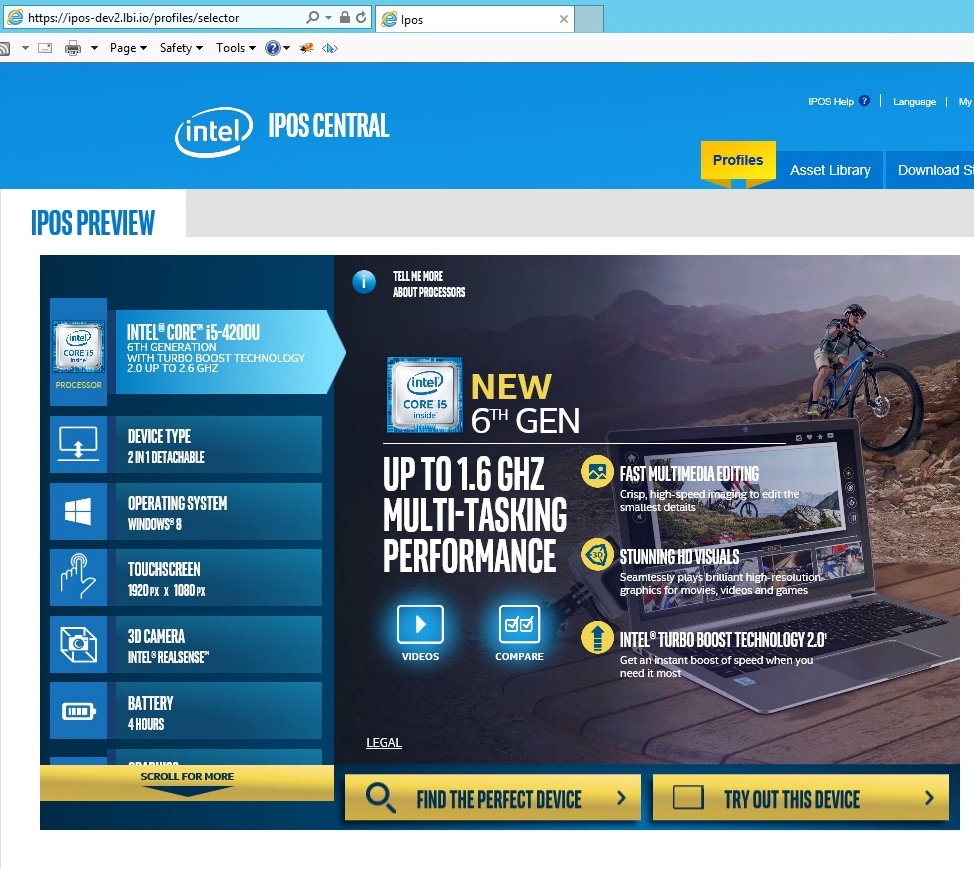 https://ipos-dev2.lbi.io/profiles/selector
Ipos
Page
Safety
Tools
intel
IPOS CENTRAL
IPOS Help ?
Language
My
Profiles
Asset Library
Download St
IPOS PREVIEW
intel
CORE i5
inside
PROCESSOR
INTEL® CORE™ i5-4200U
6TH GENERATION
WITH TURBO BOOST TECHNOLOGY
2.0 UP TO 2.6 GHZ
DEVICE TYPE
2 IN 1 DETACHABLE
OPERATING SYSTEM
WINDOWS 8
TOUCHSCREEN
1920 PX x 1080 PX
3D CAMERA
INTEL® REALSENSE™
BATTERY
4 HOURS
GRAPHICS
SCROLL FOR MORE
TELL ME MORE
ABOUT PROCESSORS
intel
CORE i5
inside
NEW
6TH GEN
UP TO 1.6 GHZ
MULTI-TASKING
PERFORMANCE
VIDEOS
COMPARE
FAST MULTIMEDIA EDITING
Crisp, high-speed imaging to edit the
smallest details
3D
STUNNING HD VISUALS
Seamlessly plays brilliant high-resolution
graphics for movies, videos and games
INTEL® TURBO BOOST TECHNOLOGY 2.0¹
Get an instant boost of speed when you
need it most
LEGAL
FIND THE PERFECT DEVICE
TRY OUT THIS DEVICE